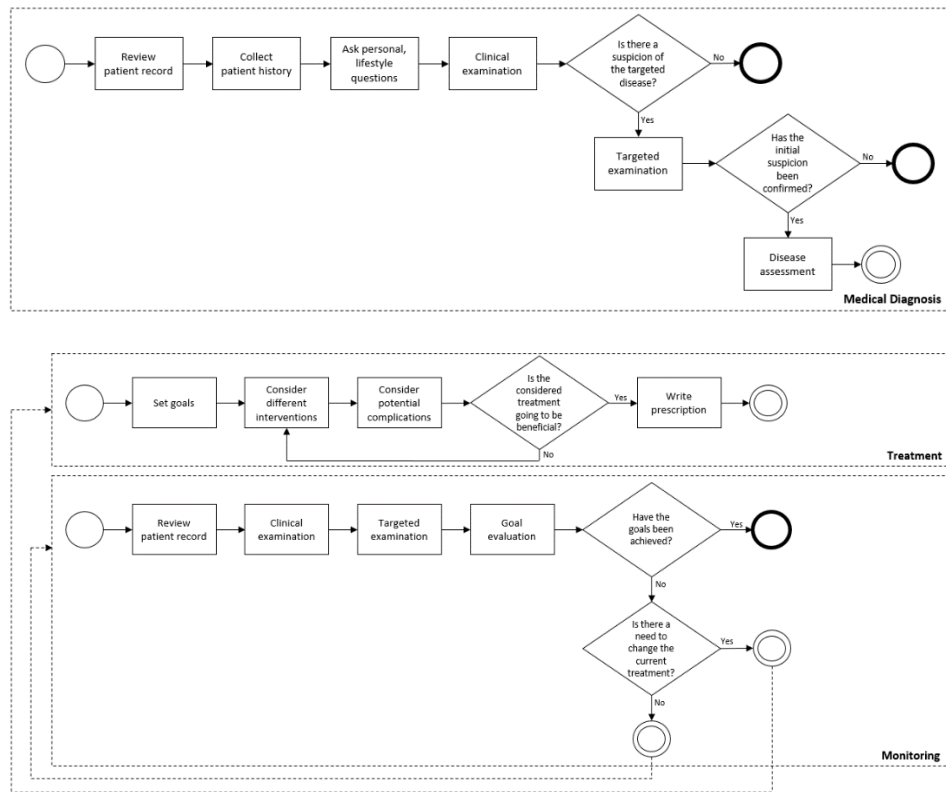 Review
patient record
Collect
patient history
Ask personal,
lifestyle
questions
Clinical
examination
Is there a
suspicion of
the targeted
disease?
No
Yes
Targeted
examination
Has the
initial
suspicion
been
confirmed?
No
Yes
Disease
assessment
Medical Diagnosis
Set goals
Consider
different
interventions
Consider
potential
complications
Is the
considered
treatment
going to be
beneficial?
Yes
No
Write
prescription
Treatment
Review
patient record
Clinical
examination
Targeted
examination
Goal
evaluation
Have the
goals been
achieved?
Yes
No
Is there a
need to
change the
current
treatment?
Yes
No
Monitoring